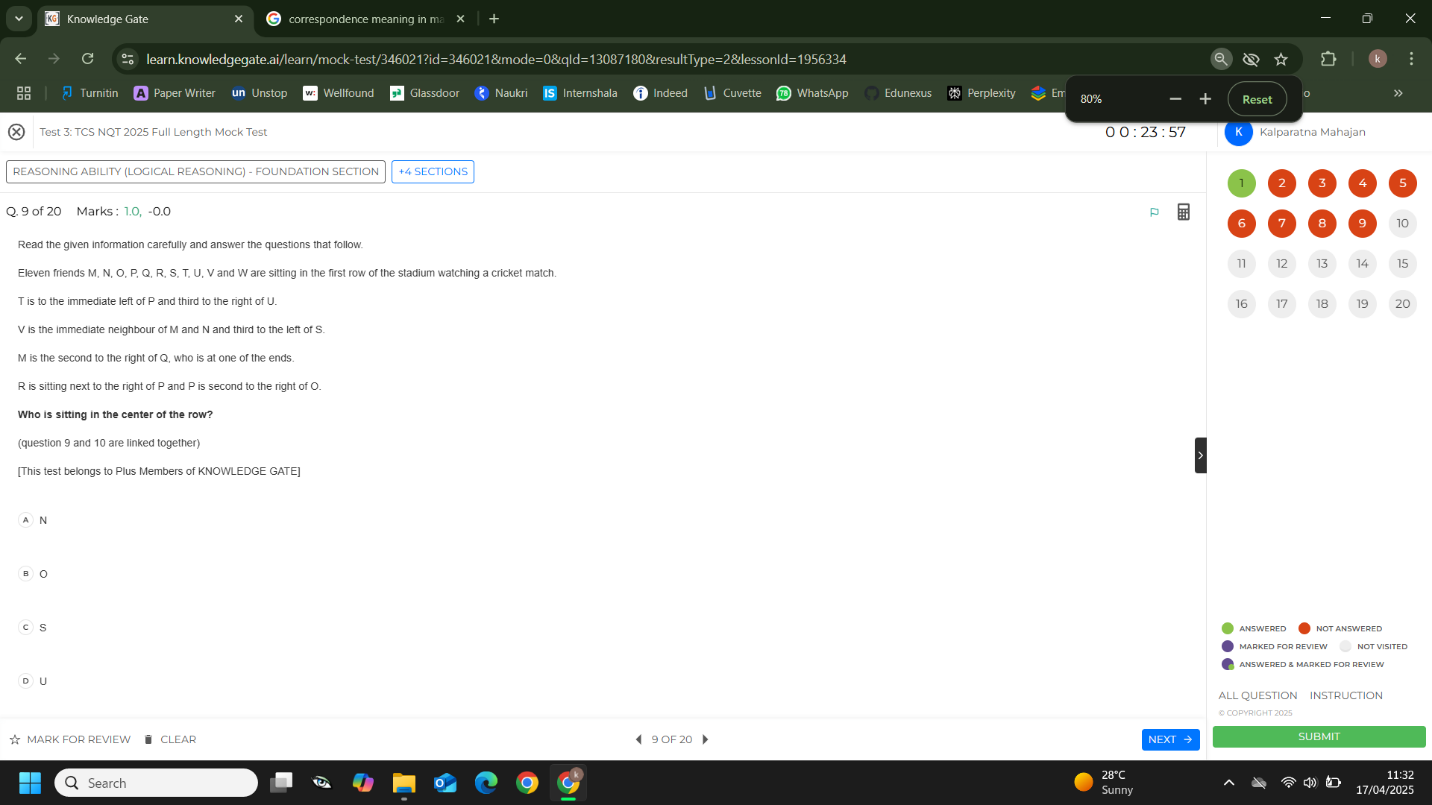 Knowledge Gate
correspondence meaning in ma
learn.knowledgegate.ai/learn/mock-test/346021?id=346021&mode=0&qId=13087180&resultType=2&lessonId=1956334
k
Turnitin
Paper Writer
Unstop
Wellfound
Glassdoor
Naukri
Internshala
Indeed
Cuvette
WhatsApp
Edunexus
Perplexity
Em
o
80%
Reset
Test 3: TCS NQT 2025 Full Length Mock Test
0 0 : 23 : 57
K
Kalparatna Mahajan
REASONING ABILITY (LOGICAL REASONING) - FOUNDATION SECTION
+4 SECTIONS
Q. 9 of 20 Marks : 1.0, -0.0
Read the given information carefully and answer the questions that follow.
Eleven friends M, N, O, P, Q, R, S, T, U, V and W are sitting in the first row of the stadium watching a cricket match.
T is to the immediate left of P and third to the right of U.
V is the immediate neighbour of M and N and third to the left of S.
M is the second to the right of Q, who is at one of the ends.
R is sitting next to the right of P and P is second to the right of O.
Who is sitting in the center of the row?
(question 9 and 10 are linked together)
[This test belongs to Plus Members of KNOWLEDGE GATE]
A N
B O
C S
D U
1 2 3 4 5
6 7 8 9 10
11 12 13 14 15
16 17 18 19 20
ANSWERED NOT ANSWERED
MARKED FOR REVIEW NOT VISITED
ANSWERED & MARKED FOR REVIEW
ALL QUESTION INSTRUCTION
© COPYRIGHT 2025
SUBMIT
MARK FOR REVIEW CLEAR
9 OF 20
NEXT
Search
28°C
Sunny
11:32
17/04/2025